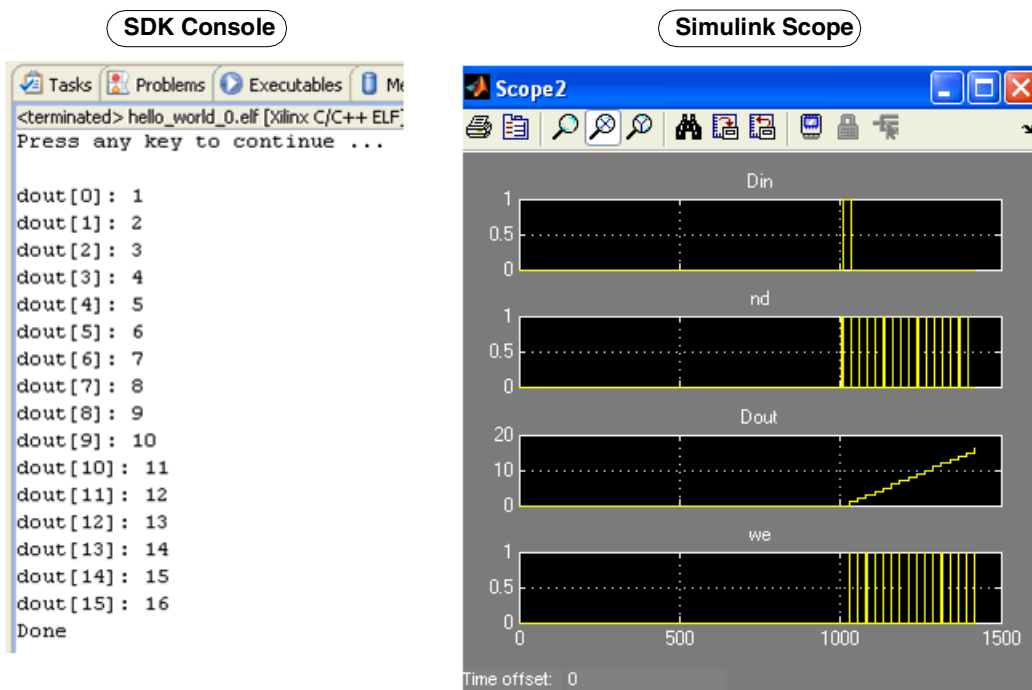 SDK Console
Tasks Problems Executables Me
<terminated> hello_world_0.elf [Xilinx C/C++ ELF]
Press any key to continue ...
dout[0]: 1
dout[1]: 2
dout[2]: 3
dout[3]: 4
dout[4]: 5
dout[5]: 6
dout[6]: 7
dout[7]: 8
dout[8]: 9
dout[9]: 10
dout[10]: 11
dout[11]: 12
dout[12]: 13
dout[13]: 14
dout[14]: 15
dout[15]: 16
Done
Simulink Scope
Scope2
Din
1
0.5
0
nd
1
0.5
0
Dout
20
10
0
we
1
0.5
0
0 500 1000 1500
Time offset: 0